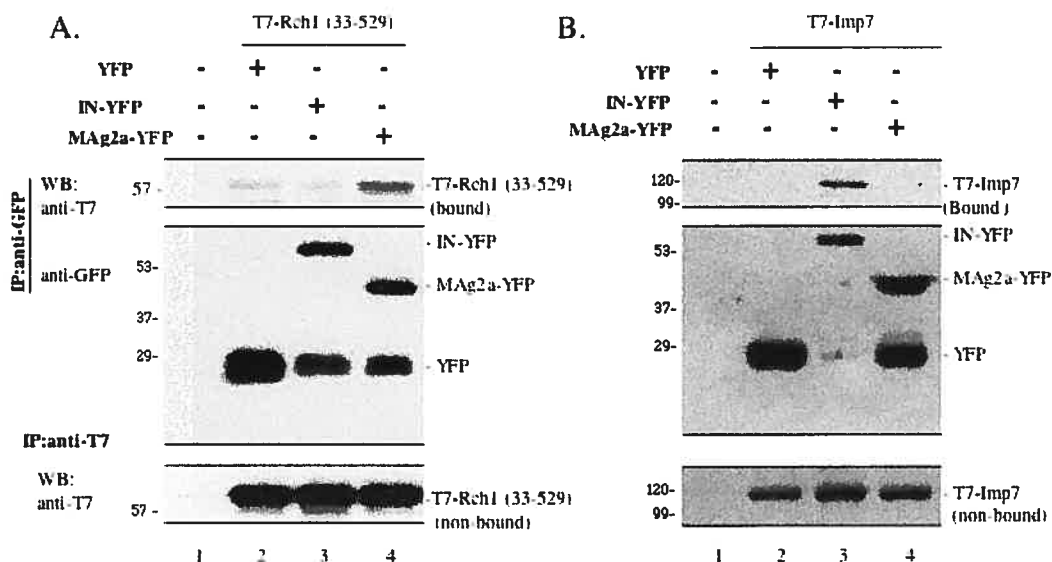 A.
T7-Rch1 (33-529)
YFP - + - -
IN-YFP - - + -
MAg2a-YFP - - - +
IP:anti-GFP
WB:
anti-T7
57 -
-T7-Rch1 (33-529)
(bound)
anti-GFP
53-
37-
29-
- IN-YFP
- MAg2a-YFP
- YFP
IP:anti-T7
WB:
anti-T7
57 -
-T7-Rch1 (33-529)
(non-bound)
1 2 3 4
B.
T7-Imp7
YFP - + - -
IN-YFP - - + -
MAg2a-YFP - - - +
120-
99-
- T7-Imp7
(Bound )
53-
37-
29-
- IN-YFP
- MAg2a-YFP
- YFP
120-
99-
- T7-Imp7
(non-bound)
1 2 3 4